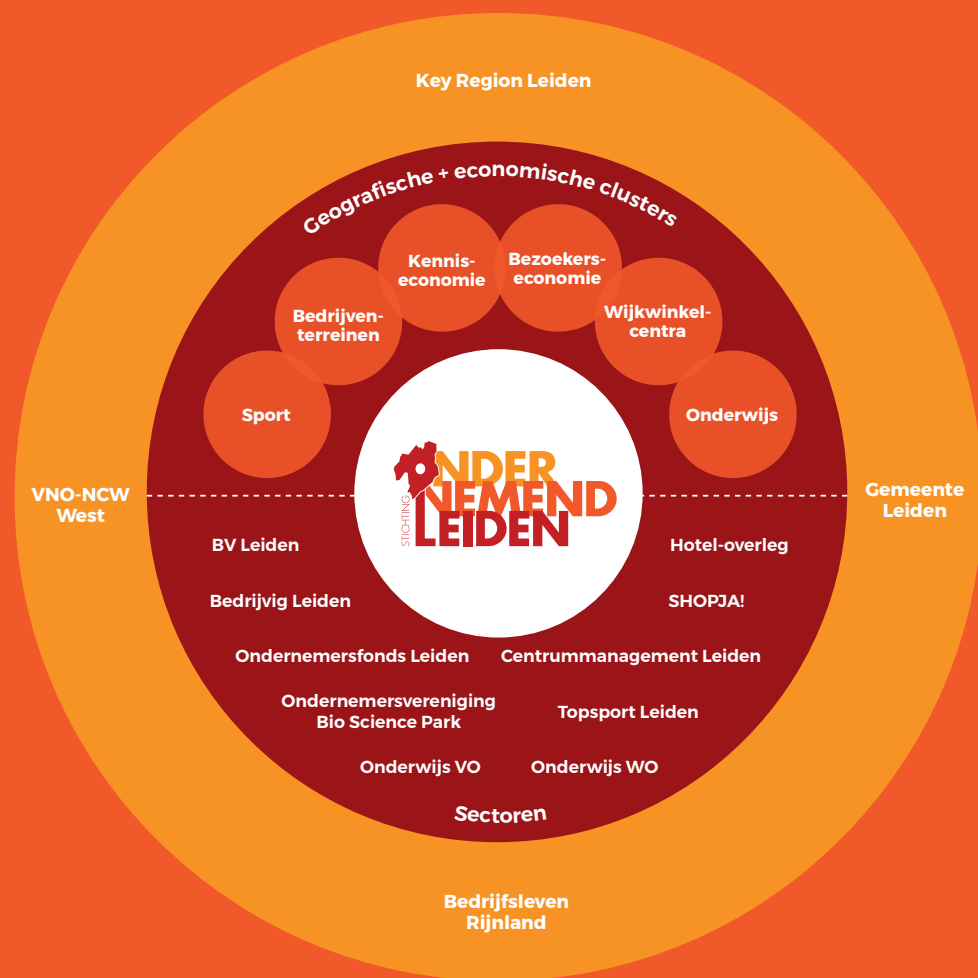 Key Region Leiden
Geografische + economische clusters
Kennis-
economie
Bezoekers-
economie
Bedrijven-
terreinen
Wijkwinkel-
centra
Sport
Onderwijs
VNO-NCW
West
STICHTING
ONDER
NEMEND
LEIDEN
Gemeente
Leiden
BV Leiden
Hotel-overleg
Bedrijvig Leiden
SHOPJA!
Ondernemersfonds Leiden
Centrummanagement Leiden
Ondernemersvereniging
Bio Science Park
Topsport Leiden
Onderwijs VO
Onderwijs WO
Sectoren
Bedrijfsleven
Rijnland